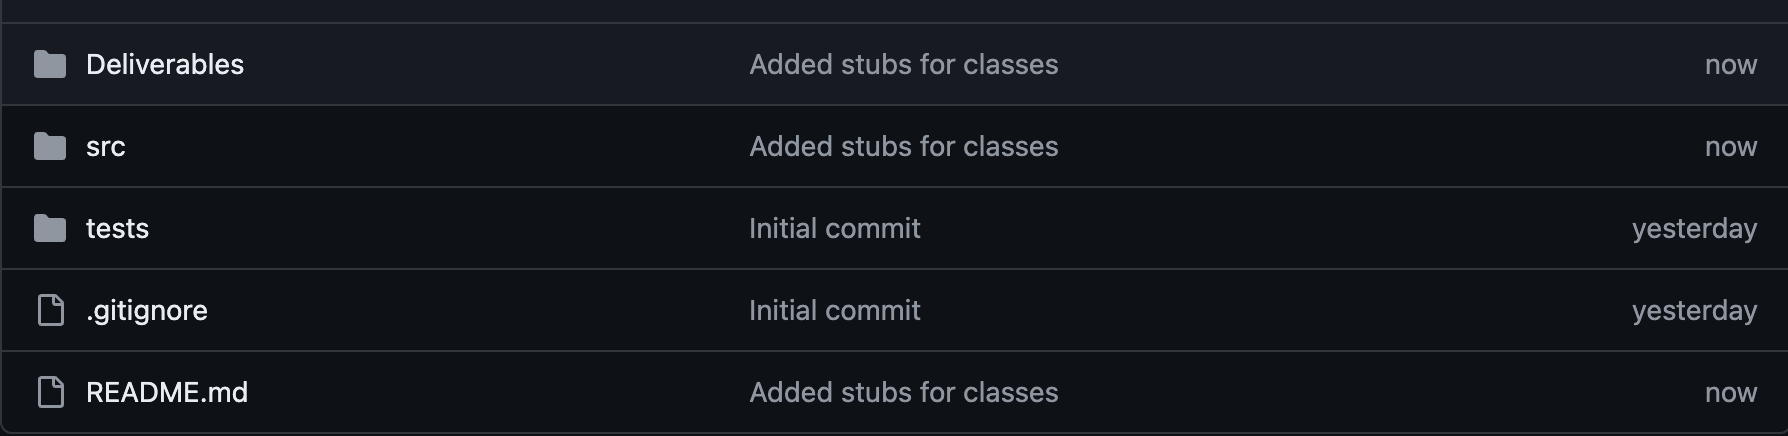 Deliverables Added stubs for classes now
src Added stubs for classes now
tests Initial commit yesterday
.gitignore Initial commit yesterday
README.md Added stubs for classes now